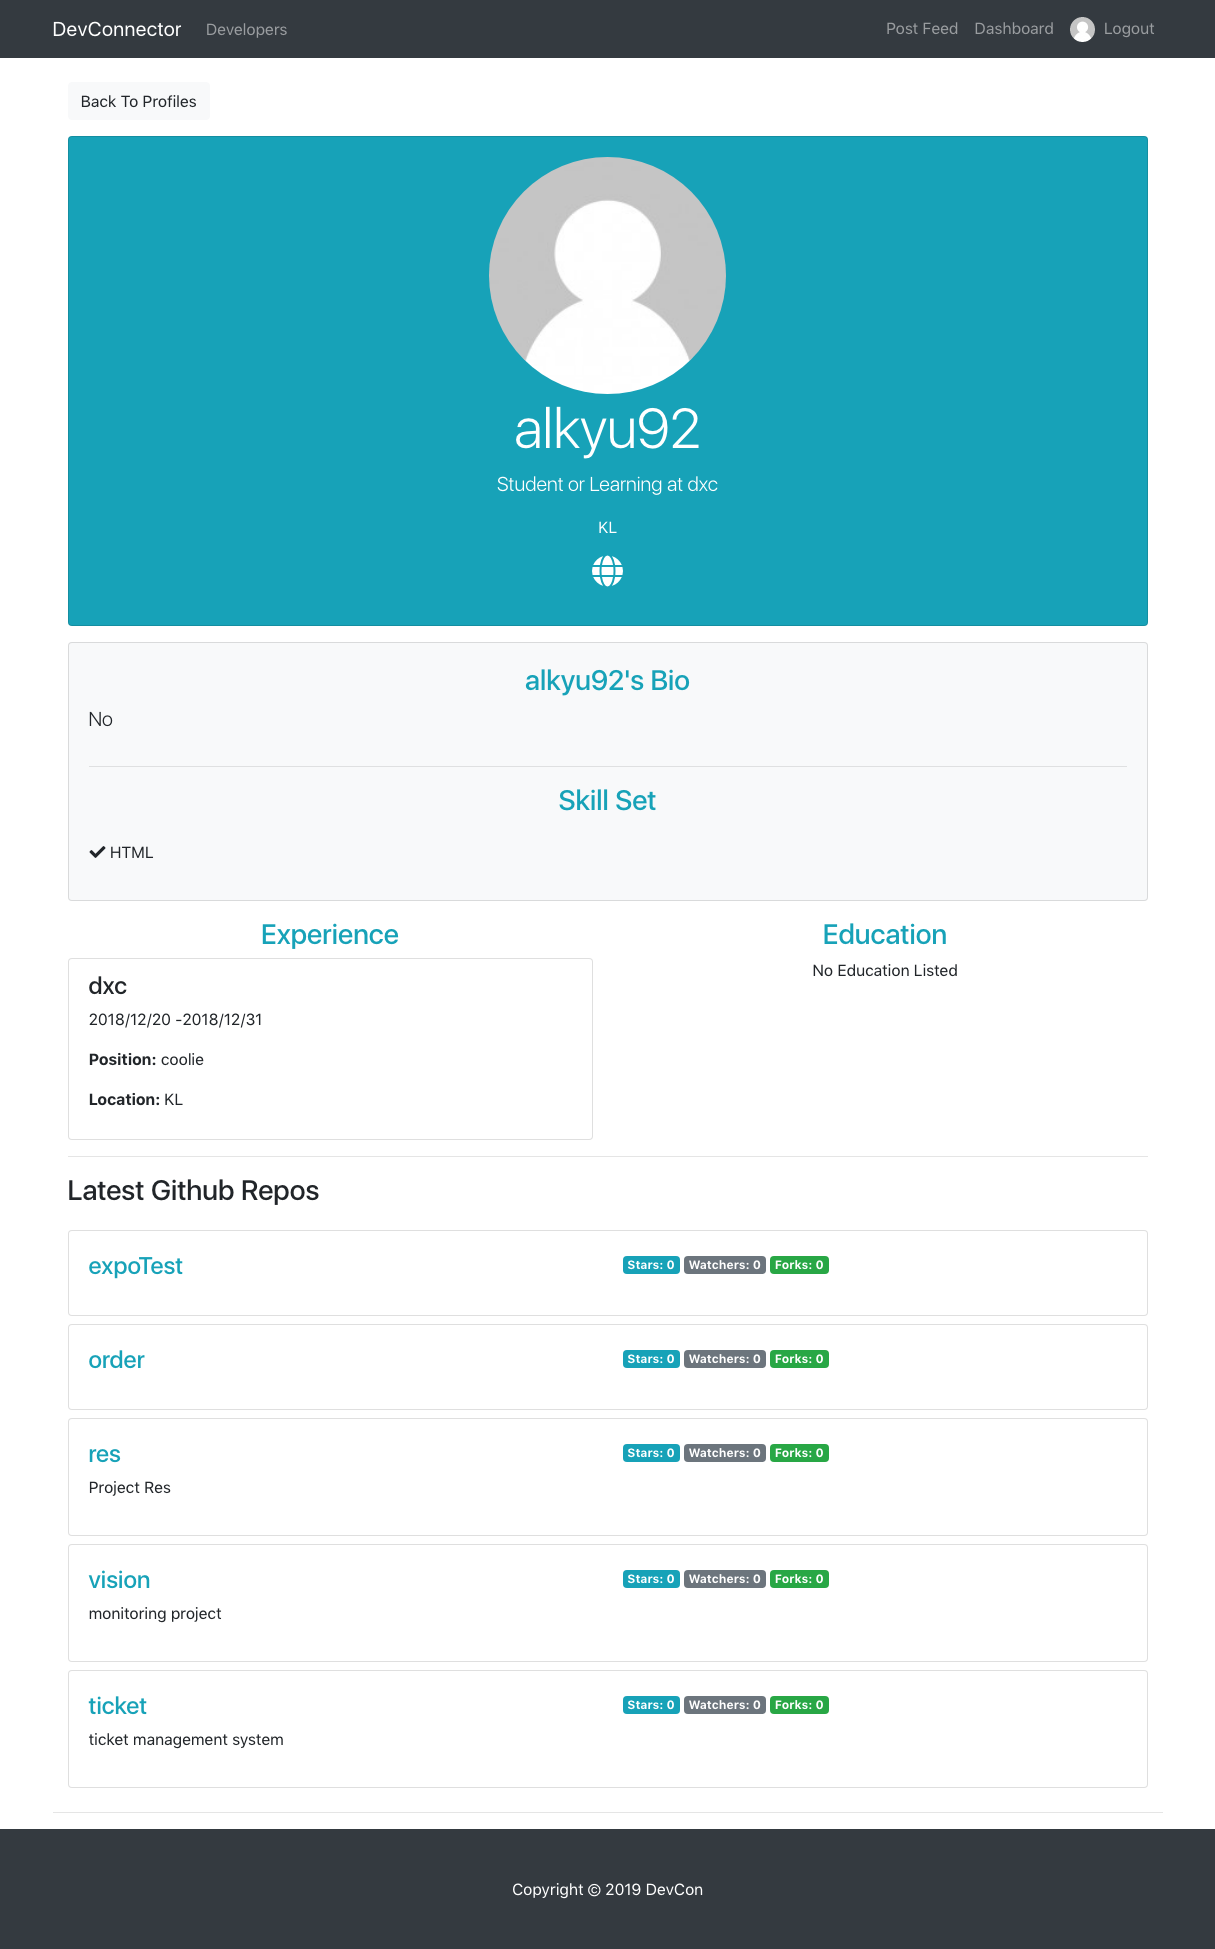 DevConnector Developers Post Feed Dashboard Logout
Back To Profiles
alkyu92
Student or Learning at dxc
KL
alkyu92's Bio
No
Skill Set
HTML
Experience
dxc
2018/12/20 -2018/12/31
Position: coolie
Location: KL
Education
No Education Listed
Latest Github Repos
expoTest
Stars: 0 Watchers: 0 Forks: 0
order
Stars: 0 Watchers: 0 Forks: 0
res
Project Res
Stars: 0 Watchers: 0 Forks: 0
vision
monitoring project
Stars: 0 Watchers: 0 Forks: 0
ticket
ticket management system
Stars: 0 Watchers: 0 Forks: 0
Copyright © 2019 DevCon